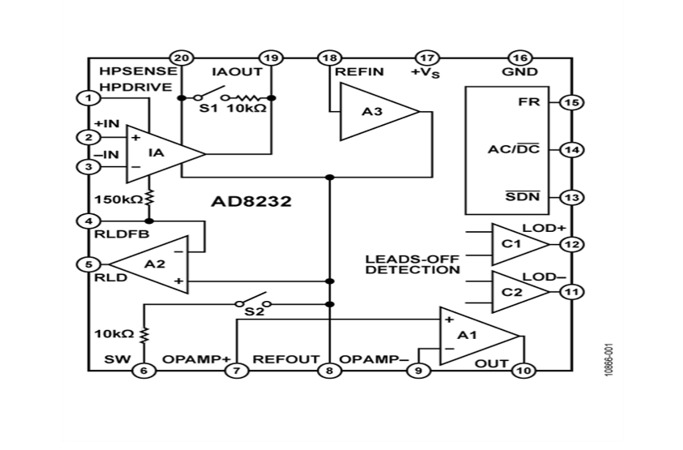 20 19 18 17 16
HPSENSE IAOUT REFIN +VS GND
HPDRIVE
1
S1 10kΩ
A3
FR 15
+IN
2
+
IA
AC/DC 14
–IN
3
–
150kΩ
AD8232
SDN 13
4
RLDFB
LOD+
C1
12
5
RLD
A2
–
+
LEADS-OFF
DETECTION
LOD–
C2
11
S2
10kΩ
+
A1
–
SW OPAMP+ REFOUT OPAMP– OUT
6 7 8 9 10
10866-001